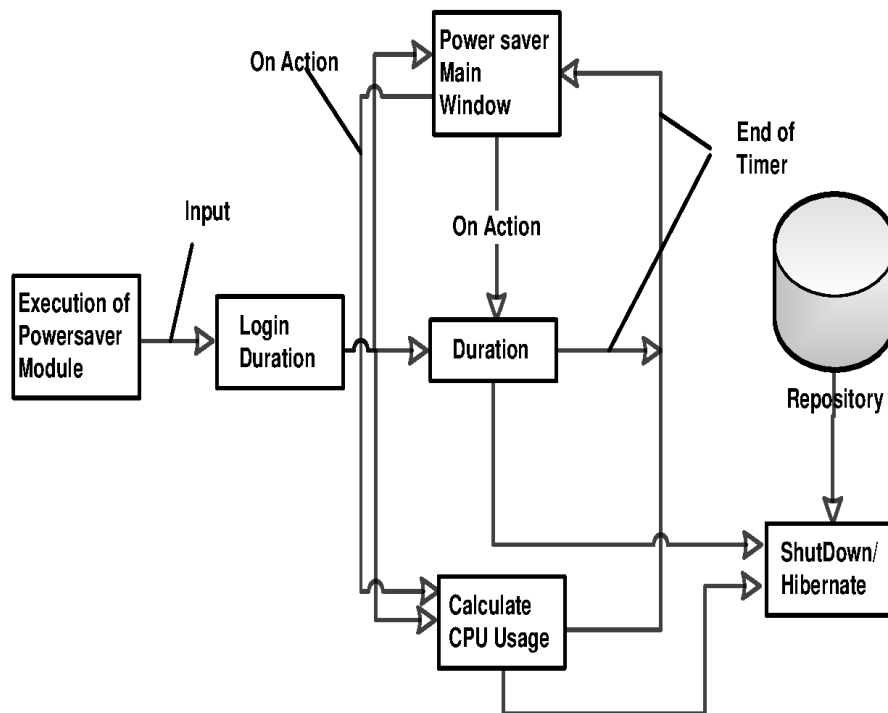 Power saver
Main
Window
On Action
End of
Timer
Input
On Action
Execution of
Powersaver
Module
Login
Duration
Duration
Repository
ShutDown/
Hibernate
Calculate
CPU Usage